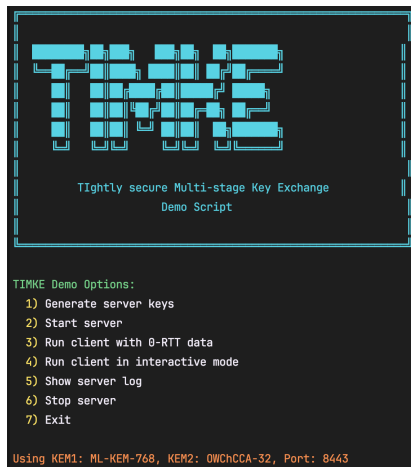 TIMKE
TIghtly secure Multi-stage Key Exchange
Demo Script
TIMKE Demo Options:
1) Generate server keys
2) Start server
3) Run client with 0-RTT data
4) Run client in interactive mode
5) Show server log
6) Stop server
7) Exit
Using KEM1: ML-KEM-768, KEM2: OWChCCA-32, Port: 8443